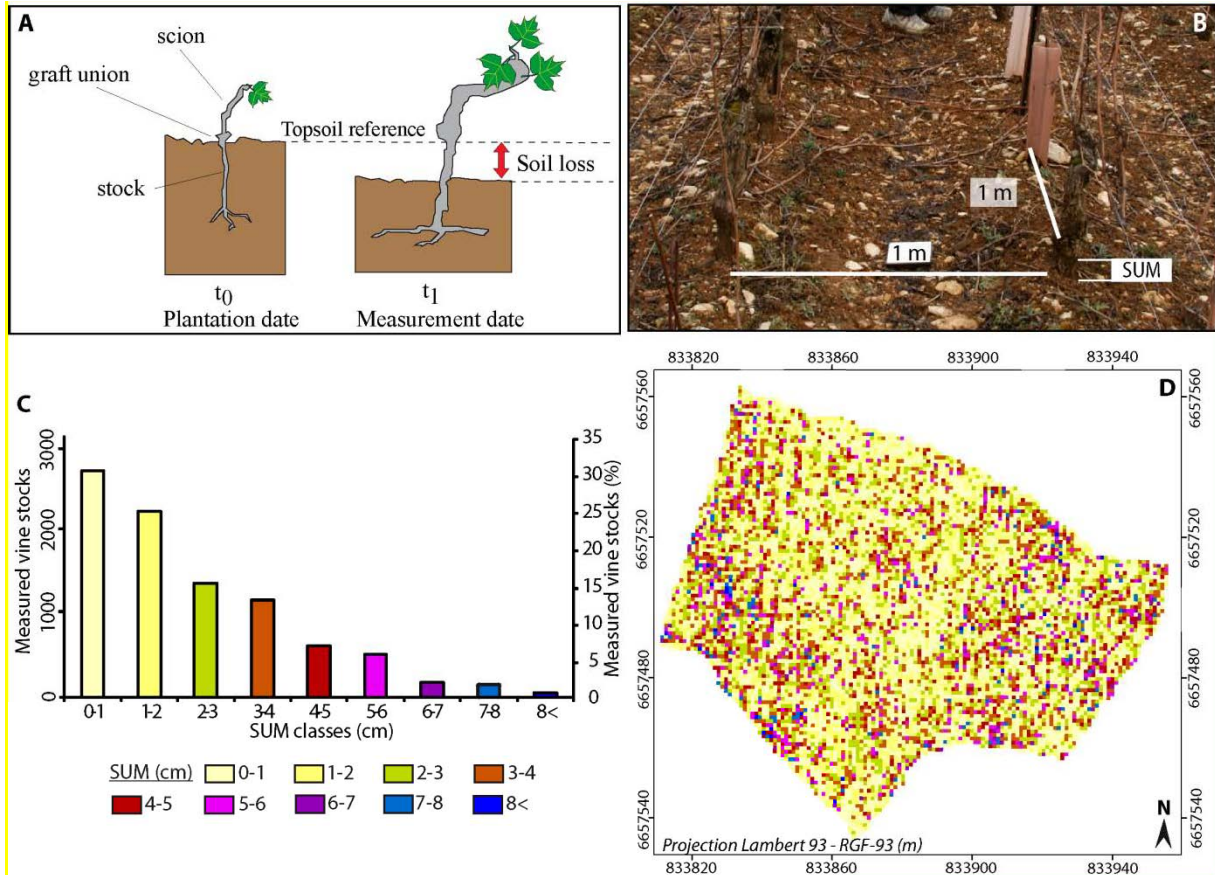 A
scion
graft union
Topsoil reference
Soil loss
stock
t0
Plantation date
t1
Measurement date
B
1 m
1 m
SUM
C
Measured vine stocks
3000
2000
1000
0
Measured vine stocks (%)
35
30
25
20
15
10
5
0
0-1 1-2 2-3 3-4 4-5 5-6 6-7 7-8 8<
SUM classes (cm)
SUM (cm) 0-1 1-2 2-3 3-4
4-5 5-6 6-7 7-8 8<
833820 833860 833900 833940
D
6657560
6657520
6657480
6657540
6657560
6657520
6657480
6657540
N
Projection Lambert 93 - RGF-93 (m)
833820 833860 833900 833940